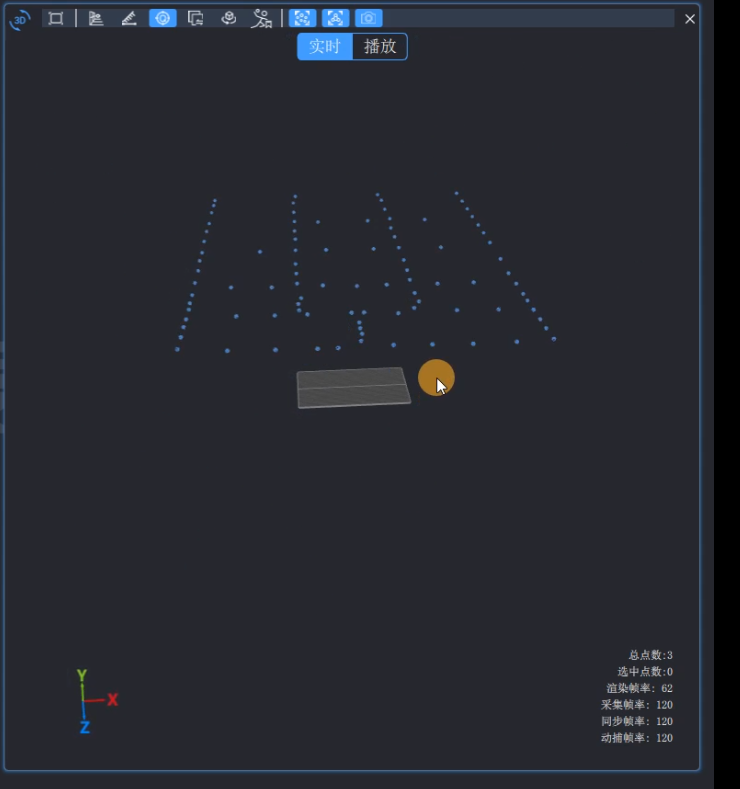 3D
实时 播放
总点数:3
选中点数:0
渲染帧率: 62
采集帧率: 120
同步帧率: 120
动捕帧率: 120
Y
X
Z